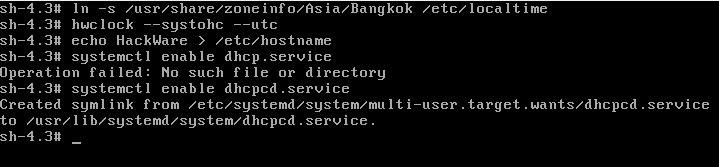 sh-4.3# ln -s /usr/share/zoneinfo/Asia/Bangkok /etc/localtime
sh-4.3# hwclock --systohc --utc
sh-4.3# echo HackWare > /etc/hostname
sh-4.3# systemctl enable dhcp.service
Operation failed: No such file or directory
sh-4.3# systemctl enable dhcpcd.service
Created symlink from /etc/systemd/system/multi-user.target.wants/dhcpcd.service
to /usr/lib/systemd/system/dhcpcd.service.
sh-4.3# _